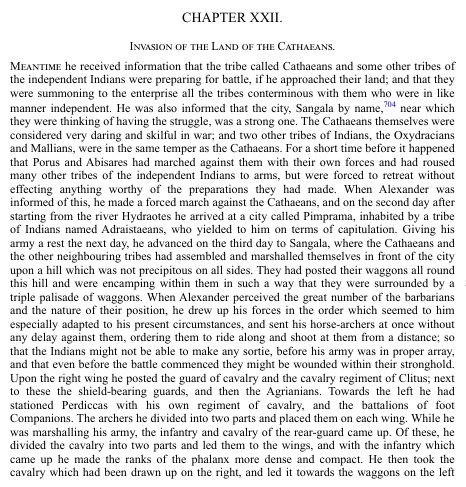 CHAPTER XXII.
INVASION OF THE LAND OF THE CATHAEANS.
MEANTIME he received information that the tribe called Cathaeans and some other tribes of
the independent Indians were preparing for battle, if he approached their land; and that they
were summoning to the enterprise all the tribes conterminous with them who were in like
manner independent. He was also informed that the city, Sangala by name,704 near which
they were thinking of having the struggle, was a strong one. The Cathaeans themselves were
considered very daring and skilful in war; and two other tribes of Indians, the Oxydracians
and Mallians, were in the same temper as the Cathaeans. For a short time before it happened
that Porus and Abisares had marched against them with their own forces and had roused
many other tribes of the independent Indians to arms, but were forced to retreat without
effecting anything worthy of the preparations they had made. When Alexander was
informed of this, he made a forced march against the Cathaeans, and on the second day after
starting from the river Hydraotes he arrived at a city called Pimprama, inhabited by a tribe
of Indians named Adraistaeans, who yielded to him on terms of capitulation. Giving his
army a rest the next day, he advanced on the third day to Sangala, where the Cathaeans and
the other neighbouring tribes had assembled and marshalled themselves in front of the city
upon a hill which was not precipitous on all sides. They had posted their waggons all round
this hill and were encamping within them in such a way that they were surrounded by a
triple palisade of waggons. When Alexander perceived the great number of the barbarians
and the nature of their position, he drew up his forces in the order which seemed to him
especially adapted to his present circumstances, and sent his horse-archers at once without
any delay against them, ordering them to ride along and shoot at them from a distance; so
that the Indians might not be able to make any sortie, before his army was in proper array,
and that even before the battle commenced they might be wounded within their stronghold.
Upon the right wing he posted the guard of cavalry and the cavalry regiment of Clitus; next
to these the shield-bearing guards, and then the Agrianians. Towards the left he had
stationed Perdiccas with his own regiment of cavalry, and the battalions of foot
Companions. The archers he divided into two parts and placed them on each wing. While he
was marshalling his army, the infantry and cavalry of the rear-guard came up. Of these, he
divided the cavalry into two parts and led them to the wings, and with the infantry which
came up he made the ranks of the phalanx more dense and compact. He then took the
cavalry which had been drawn up on the right, and led it towards the waggons on the left